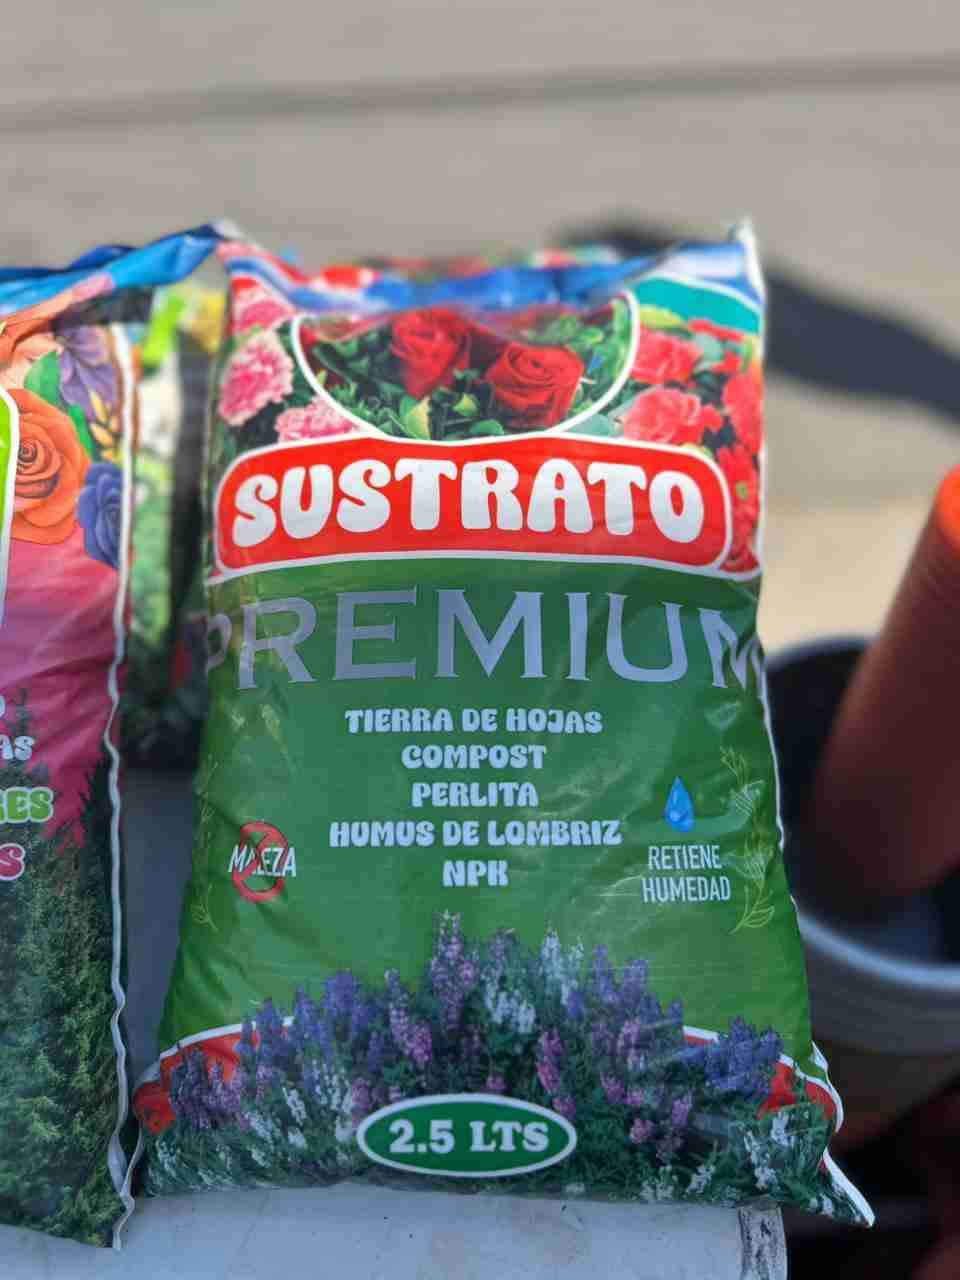 SUSTRATO
PREMIUM
TIERRA DE HOJAS
COMPOST
PERLITA
HUMUS DE LOMBRIZ
NPK
MALEZA
RETIENE
HUMEDAD
2.5 LTS